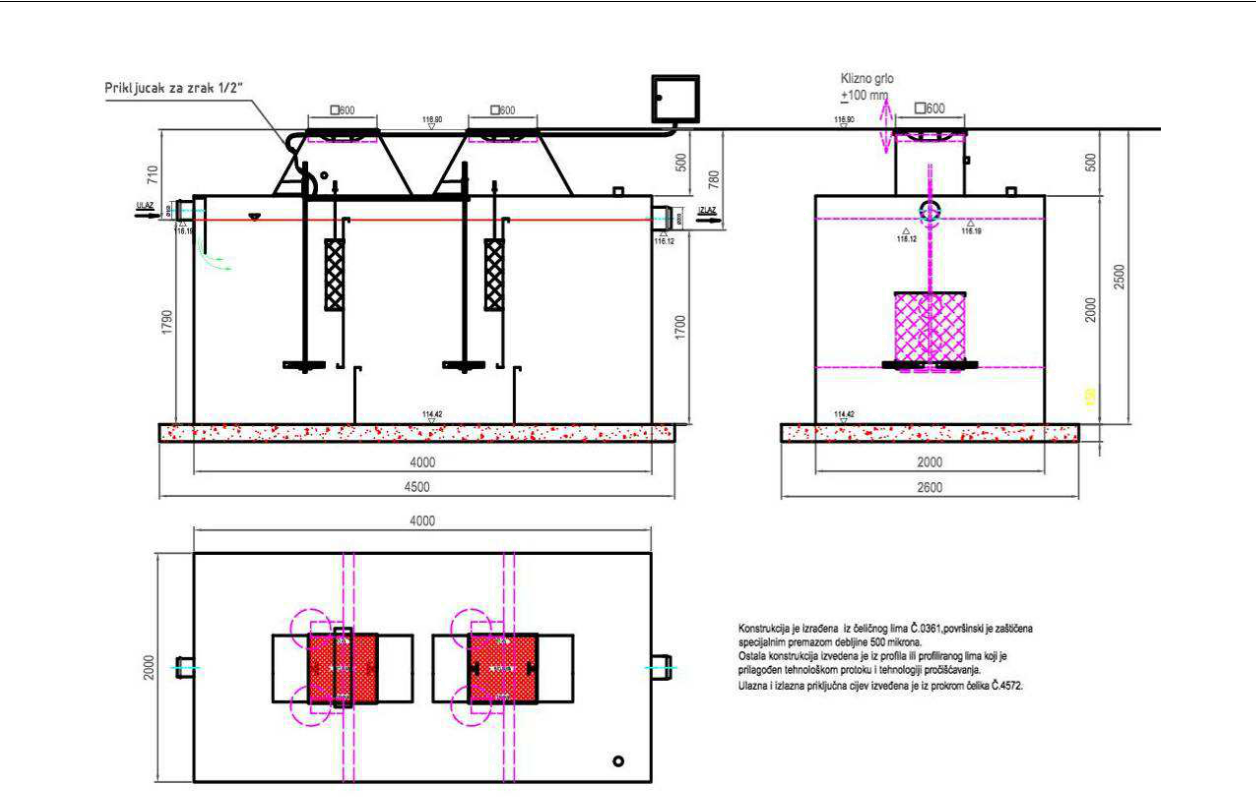 Priključak za zrak 1/2"
Klizno grlo
+100 mm
□600
□600
□600
116.90
116.90
710
500
780
500
ULAZ
IZLAZ
116.19
116.12
116.12
116.19
1790
1700
2000
2500
150
114.42
114.42
4000
4500
2000
2600
4000
2000
Konstrukcija je izrađena iz čeličnog lima Č.0361,površinski je zaštićena
specijalnim premazom debljine 500 mikrona.
Ostala konstrukcija izvedena je iz profila ili profiliranog lima koji je
prilagođen tehnološkom protoku i tehnologiji pročišćavanja.
Ulazna i izlazna priključna cijev izveđena je iz prokrom čelika Č.4572.